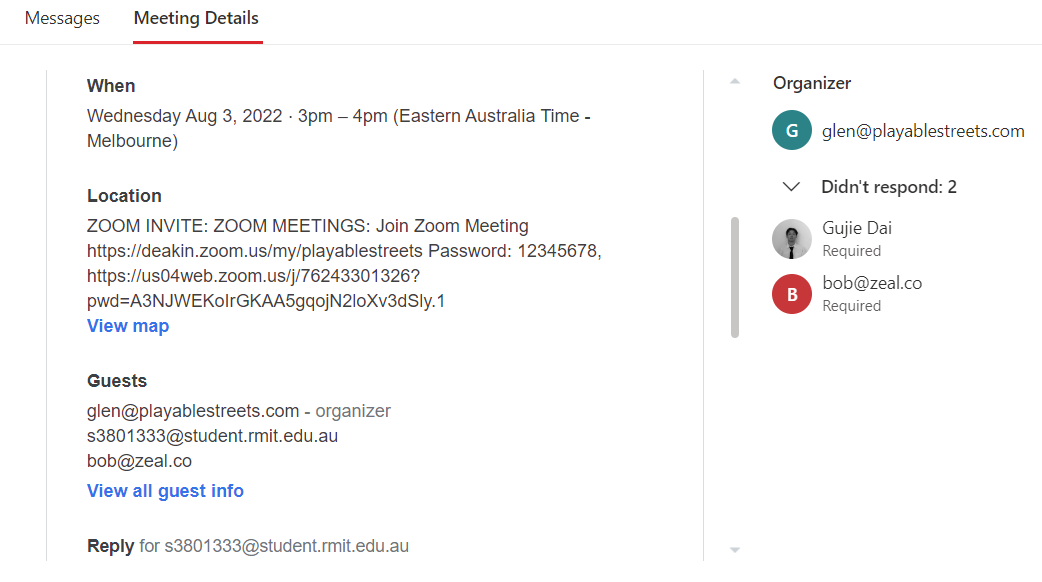 Messages
Meeting Details
When
Wednesday Aug 3, 2022 · 3pm – 4pm (Eastern Australia Time -
Melbourne)
Location
ZOOM INVITE: ZOOM MEETINGS: Join Zoom Meeting
https://deakin.zoom.us/my/playablestreets Password: 12345678,
https://us04web.zoom.us/j/76243301326?
pwd=A3NJWEKoIrGKAA5gqojN2loXv3dSly.1
View map
Guests
glen@playablestreets.com - organizer
s3801333@student.rmit.edu.au
bob@zeal.co
View all guest info
Reply for s3801333@student.rmit.edu.au
Organizer
G
glen@playablestreets.com
Didn't respond: 2
Gujie Dai
Required
B
bob@zeal.co
Required